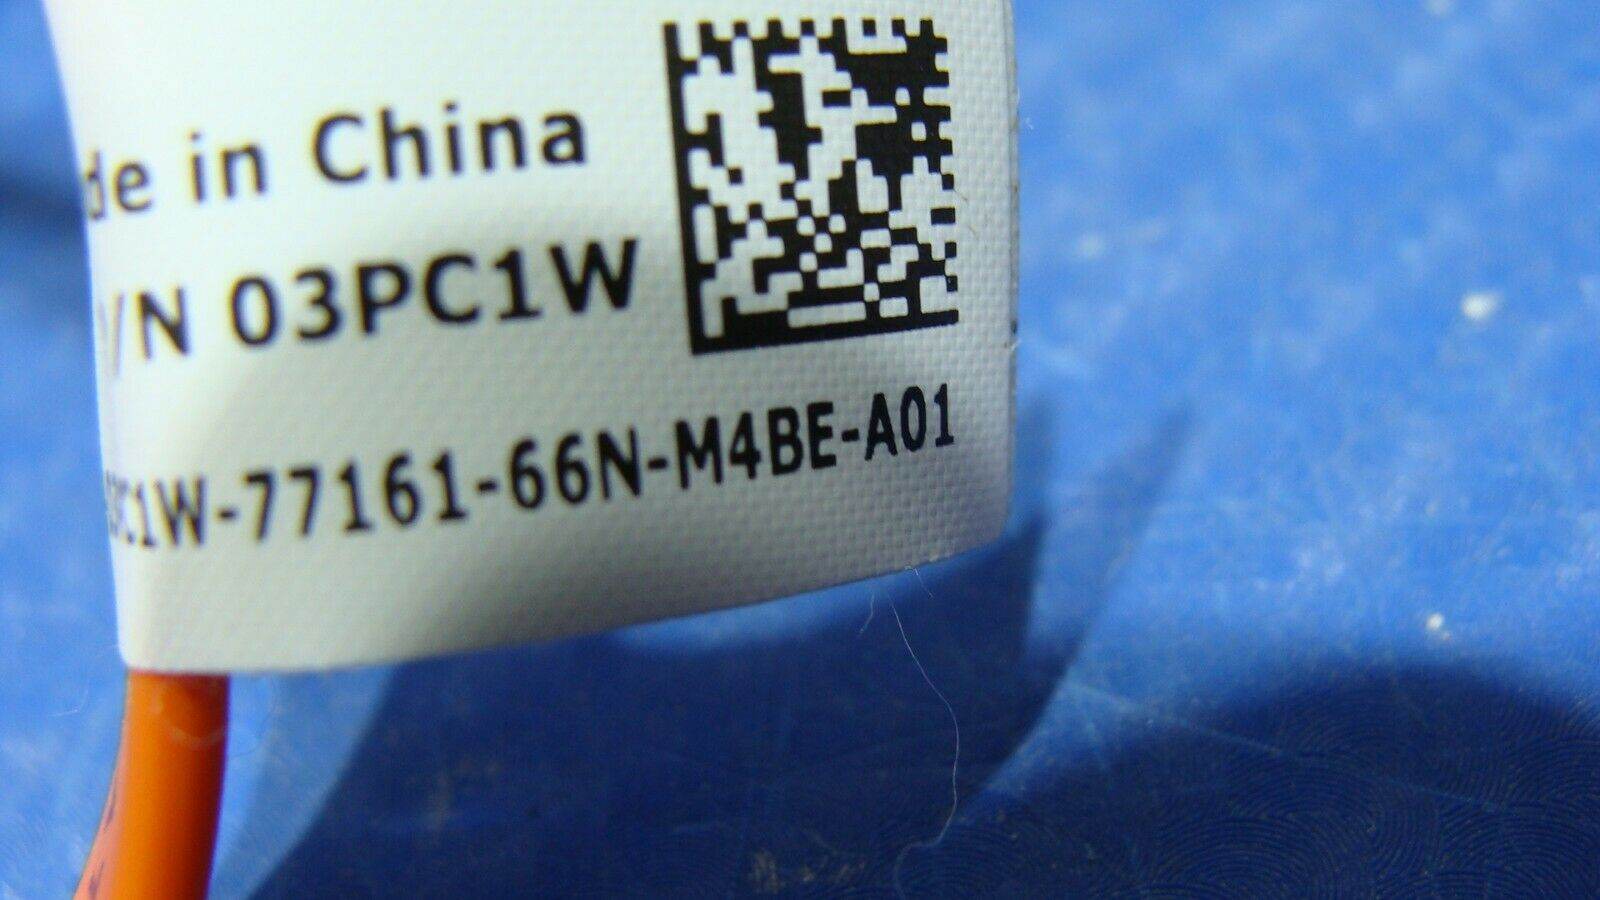 de in China
/N 03PC1W
C1W-77161-66N-M4BE-A01